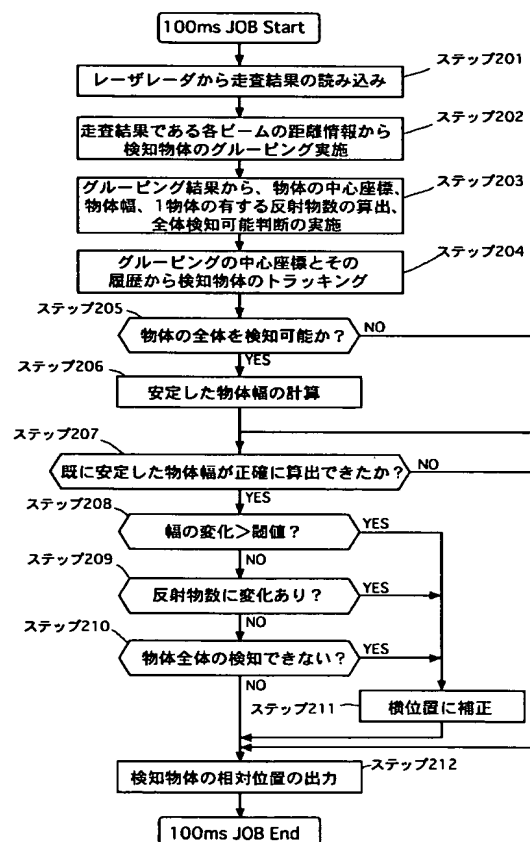 100ms JOB Start
ステップ201
レーザレーダから走査結果の読み込み
ステップ202
走査結果である各ビームの距離情報から
検知物体のグルーピング実施
ステップ203
グルーピング結果から、物体の中心座標、
物体幅、1物体の有する反射物数の算出、
全体検知可能判断の実施
ステップ204
グルーピングの中心座標とその
履歴から検知物体のトラッキング
ステップ205
物体の全体を検知可能か？
NO
YES
ステップ206
安定した物体幅の計算
ステップ207
既に安定した物体幅が正確に算出できたか？
NO
YES
ステップ208
幅の変化＞閾値？
YES
NO
ステップ209
反射物数に変化あり？
YES
NO
ステップ210
物体全体の検知できない？
YES
NO
ステップ211
横位置に補正
ステップ212
検知物体の相対位置の出力
100ms JOB End